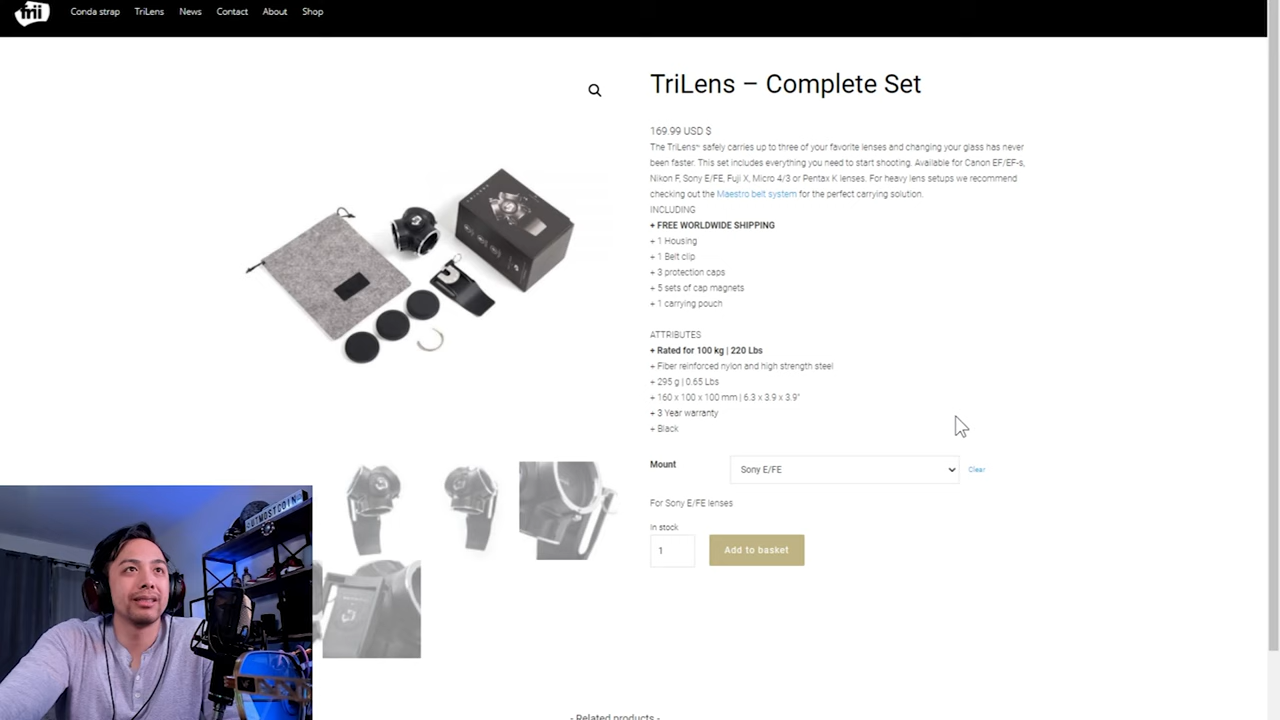 frii
Conda strap
TriLens
News
Contact
About
Shop
TriLens – Complete Set
169.99 USD $
The TriLens™ safely carries up to three of your favorite lenses and changing your glass has never
been faster. This set includes everything you need to start shooting. Available for Canon EF/EF-s,
Nikon F, Sony E/FE, Fuji X, Micro 4/3 or Pentax K lenses. For heavy lens setups we recommend
checking out the Maestro belt system for the perfect carrying solution.
INCLUDING
+ FREE WORLDWIDE SHIPPING
+ 1 Housing
+ 1 Belt clip
+ 3 protection caps
+ 5 sets of cap magnets
+ 1 carrying pouch
ATTRIBUTES
+ Rated for 100 kg | 220 Lbs
+ Fiber reinforced nylon and high strength steel
+ 295 g | 0.65 Lbs
+ 160 x 100 x 100 mm | 6.3 x 3.9 x 3.9"
+ 3 Year warranty
+ Black
Mount
Sony E/FE
Clear
For Sony E/FE lenses
In stock
1
Add to basket
- Related products -